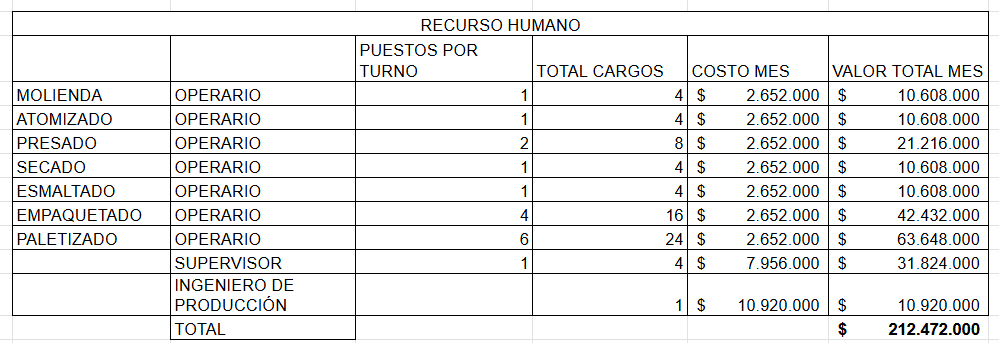 RECURSO HUMANO
PUESTOS POR
TURNO TOTAL CARGOS COSTO MES VALOR TOTAL MES
MOLIENDA OPERARIO 1 4 $ 2.652.000 $ 10.608.000
ATOMIZADO OPERARIO 1 4 $ 2.652.000 $ 10.608.000
PRESADO OPERARIO 2 8 $ 2.652.000 $ 21.216.000
SECADO OPERARIO 1 4 $ 2.652.000 $ 10.608.000
ESMALTADO OPERARIO 1 4 $ 2.652.000 $ 10.608.000
EMPAQUETADO OPERARIO 4 16 $ 2.652.000 $ 42.432.000
PALETIZADO OPERARIO 6 24 $ 2.652.000 $ 63.648.000
SUPERVISOR 1 4 $ 7.956.000 $ 31.824.000
INGENIERO DE
PRODUCCIÓN 1 $ 10.920.000 $ 10.920.000
TOTAL $ 212.472.000